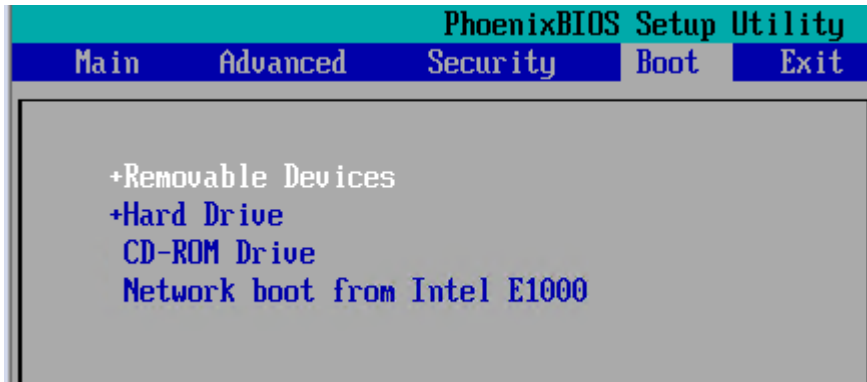 PhoenixBIOS Setup Utility
Main Advanced Security Boot Exit
+Removable Devices
+Hard Drive
CD-ROM Drive
Network boot from Intel E1000